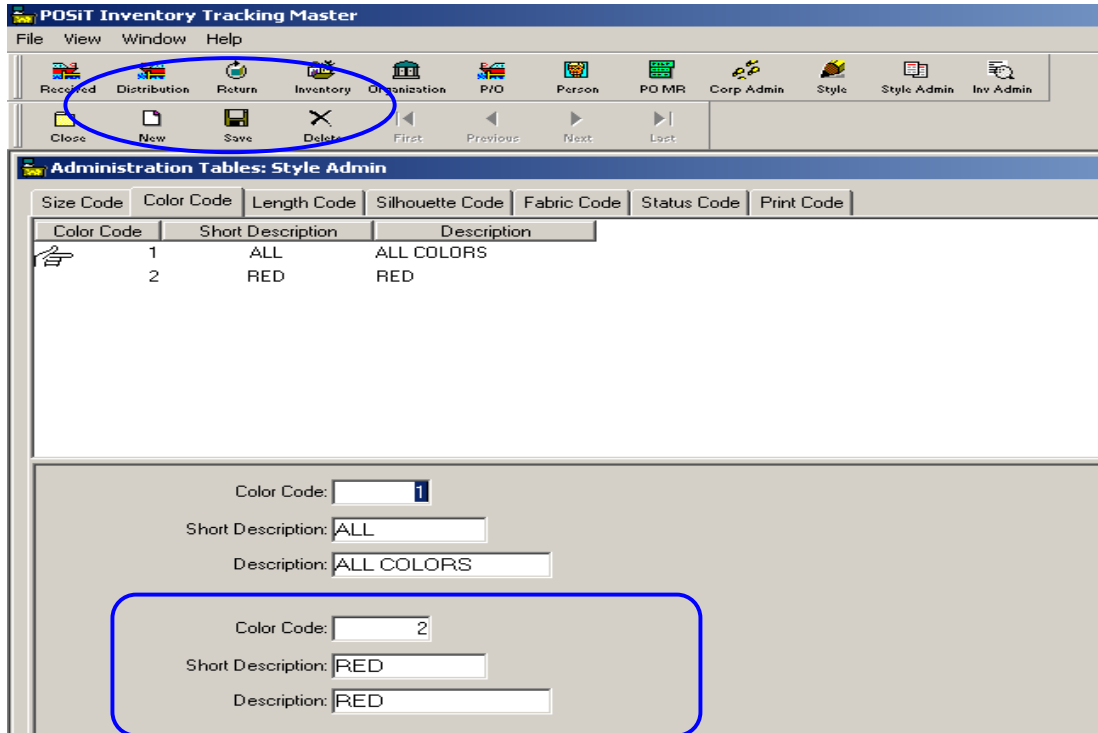 POSiT Inventory Tracking Master
File View Window Help
Received Distribution Return Inventory Organization P/O Person PO MR Corp Admin Style Style Admin Inv Admin
Close New Save Delete First Previous Next Last
Administration Tables: Style Admin
Size Code Color Code Length Code Silhouette Code Fabric Code Status Code Print Code
Color Code Short Description Description
1 ALL ALL COLORS
2 RED RED
Color Code: 1
Short Description: ALL
Description: ALL COLORS
Color Code: 2
Short Description: RED
Description: RED